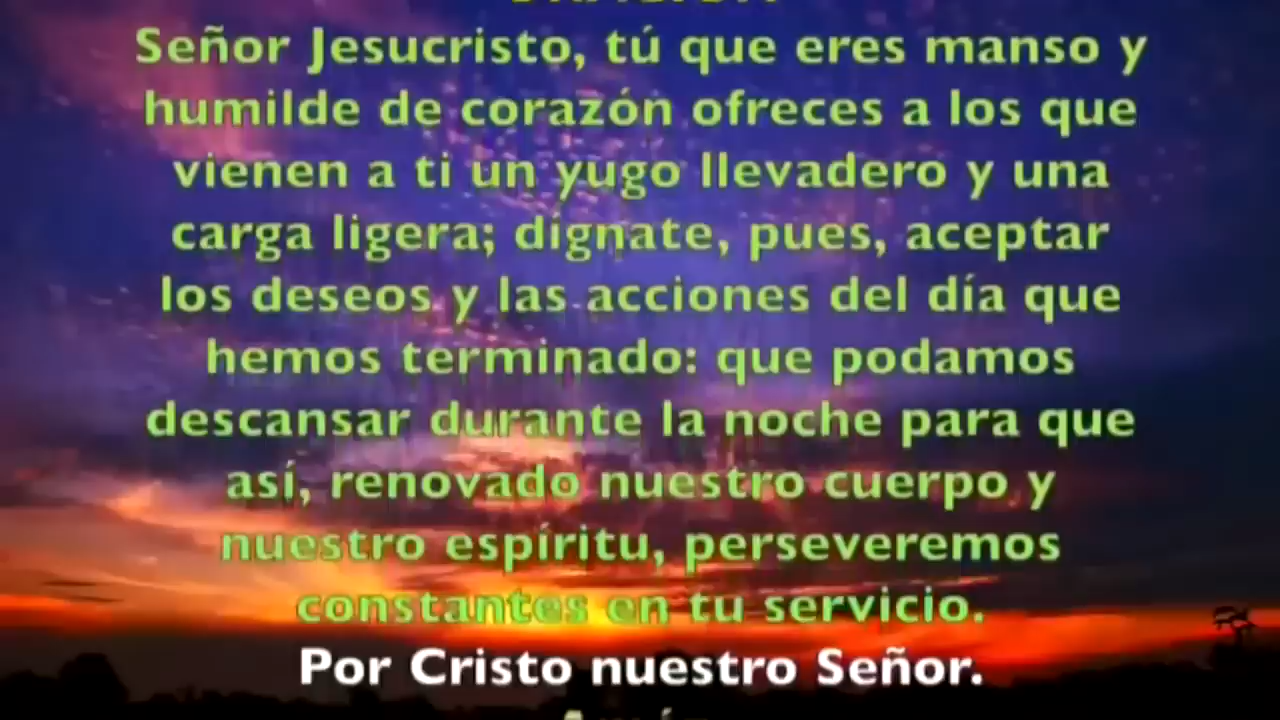 Señor Jesucristo, tú que eres manso y
humilde de corazón ofreces a los que
vienen a ti un yugo llevadero y una
carga ligera; dígnate, pues, aceptar
los deseos y las acciones del día que
hemos terminado: que podamos
descansar durante la noche para que
así, renovado nuestro cuerpo y
nuestro espíritu, perseveremos
constantes en tu servicio.
Por Cristo nuestro Señor.